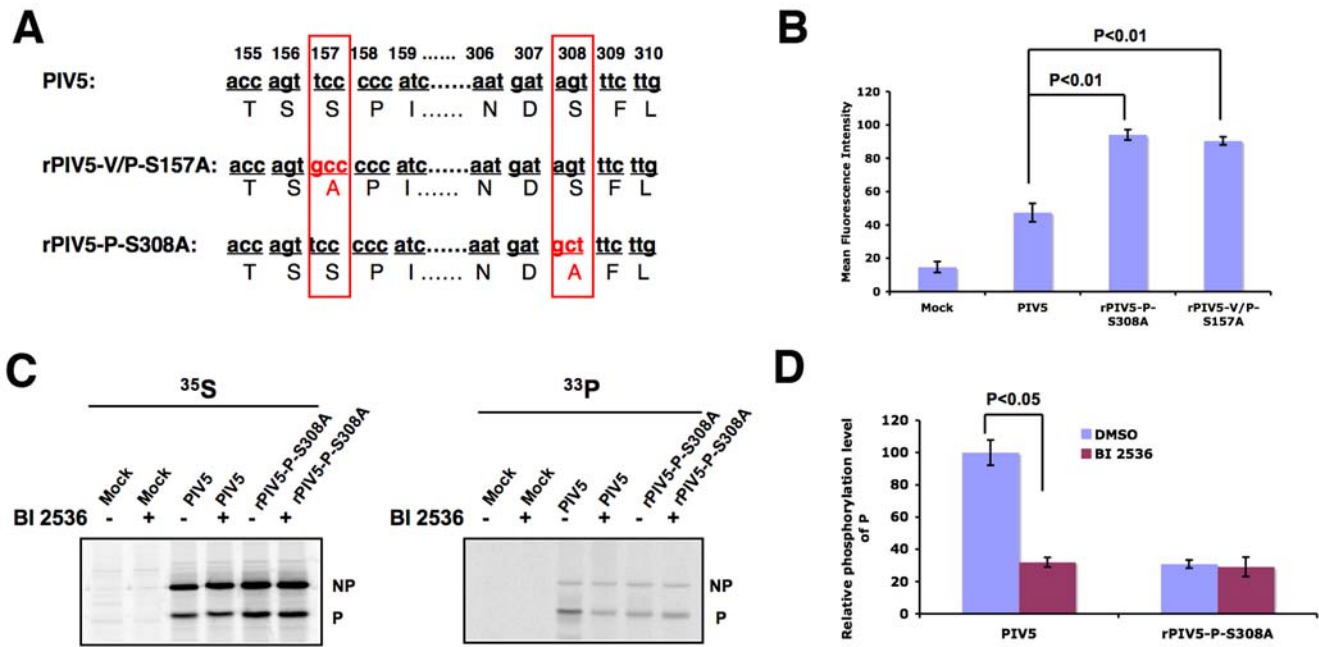 A
155 156 157 158 159 ...... 306 307 308 309 310
PIV5: acc agt tcc ccc atc......aat gat agt ttc ttg
T S S P I...... N D S F L
rPIV5-V/P-S157A: acc agt gcc ccc atc......aat gat agt ttc ttg
T S A P I...... N D S F L
rPIV5-P-S308A: acc agt tcc ccc atc......aat gat gct ttc ttg
T S S P I...... N D A F L
B
P<0.01
P<0.01
Mean Fluorescence Intensity
120
100
80
60
40
20
0
Mock
PIV5
rPIV5-P-S308A
rPIV5-V/P-S157A
C
35S
Mock Mock PIV5 PIV5 rPIV5-P-S308A rPIV5-P-S308A
BI 2536 - + - + - +
NP
P
33P
Mock Mock PIV5 PIV5 rPIV5-P-S308A rPIV5-P-S308A
BI 2536 - + - + - +
NP
P
D
P<0.05
DMSO
BI 2536
Relative phosphorylation level
of P
120
100
80
60
40
20
0
PIV5
rPIV5-P-S308A